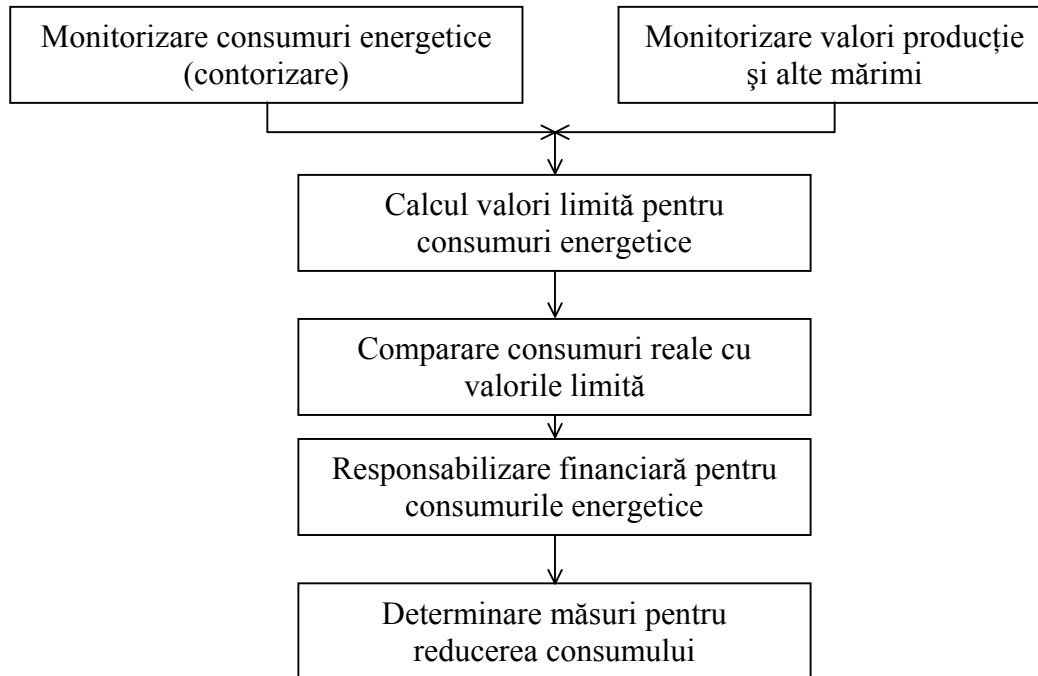 Monitorizare consumuri energetice
(contorizare)
Monitorizare valori producție
şi alte mărimi
Calcul valori limită pentru
consumuri energetice
Comparare consumuri reale cu
valorile limită
Responsabilizare financiară pentru
consumurile energetice
Determinare măsuri pentru
reducerea consumului